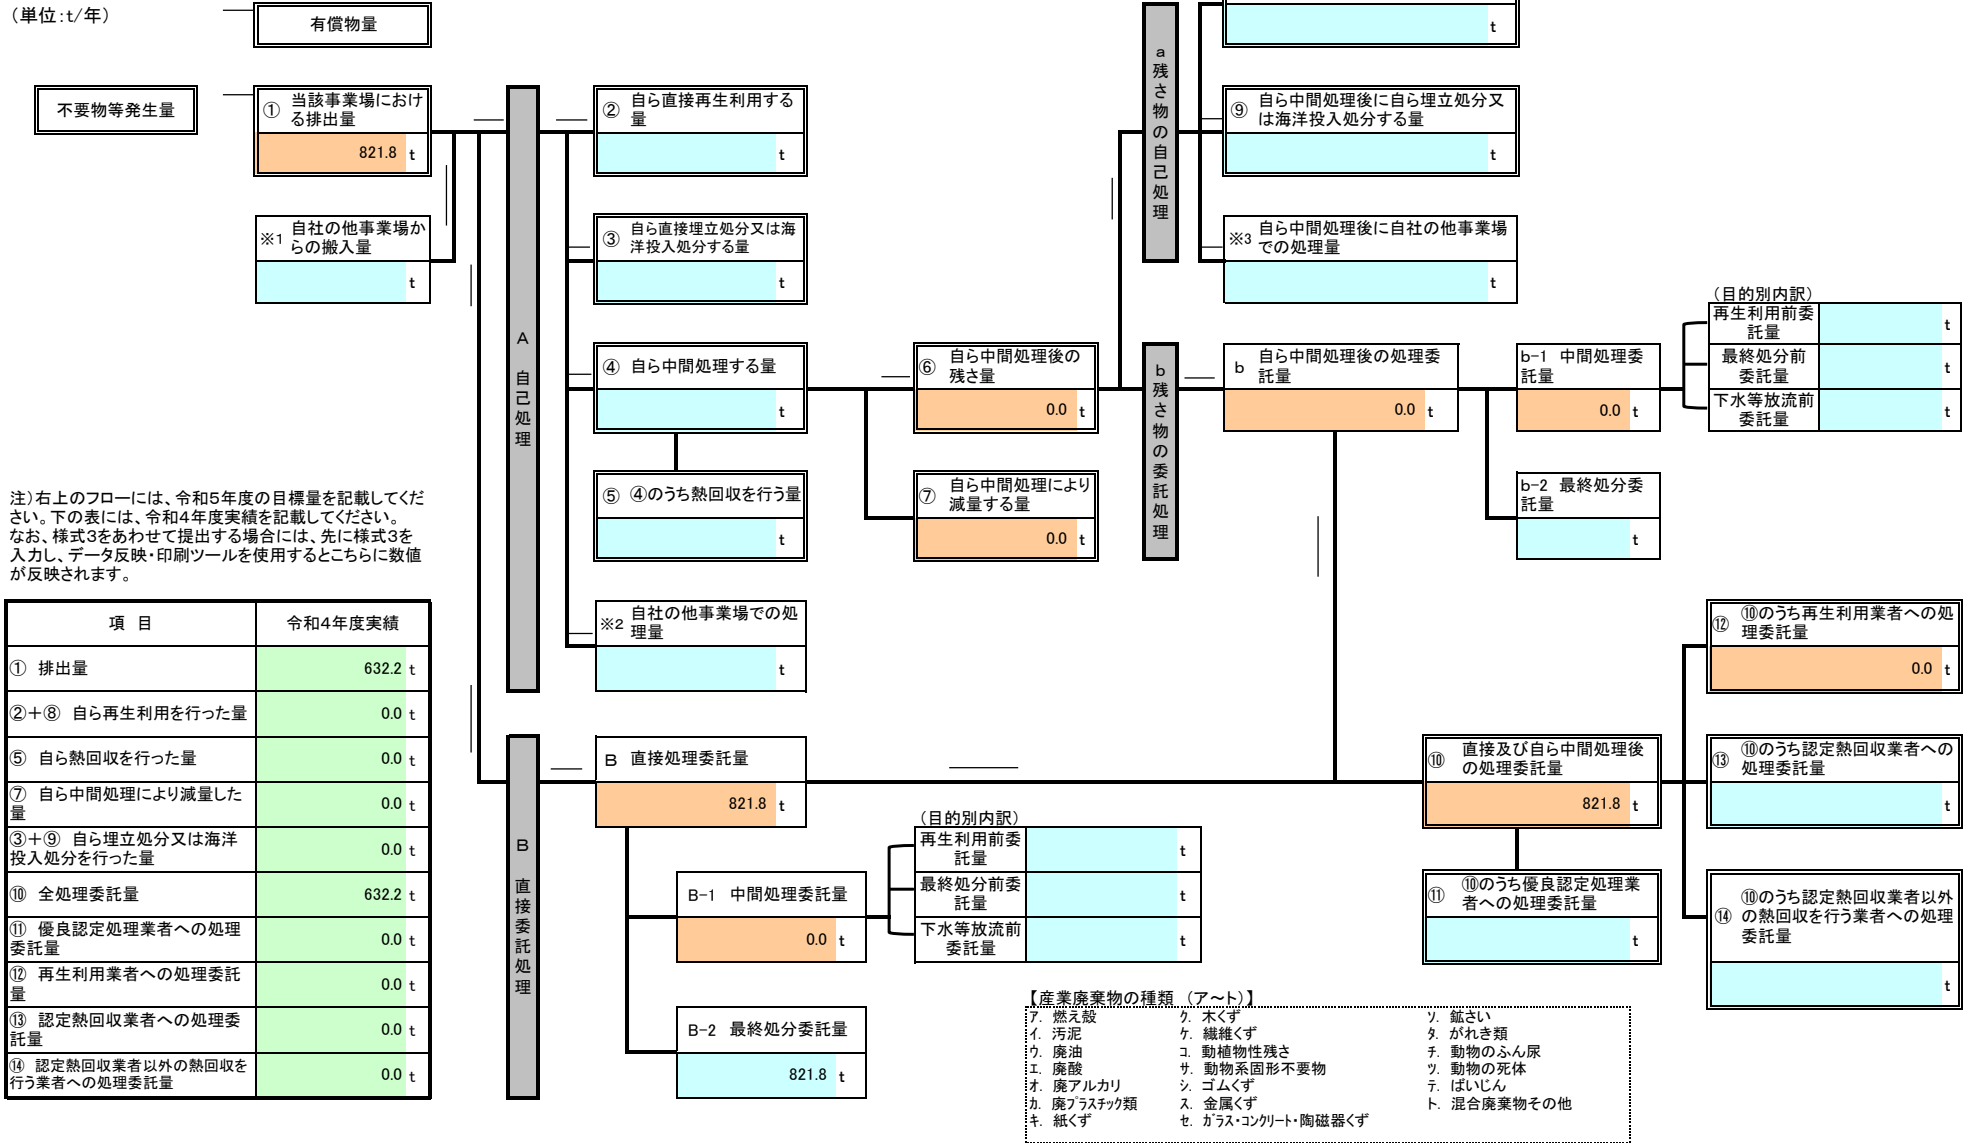 （単位:t/年）
有償物量
不要物等発生量
① 当該事業場におけ
る排出量
821.8 t
※1 自社の他事業場か
らの搬入量
t
A 自己処理
② 自ら直接再生利用する
量
t
③ 自ら直接埋立処分又は海
洋投入処分する量
t
④ 自ら中間処理する量
t
⑤ ④のうち熱回収を行う量
t
※2 自社の他事業場での処
理量
t
⑥ 自ら中間処理後の
残さ量
0.0 t
⑦ 自ら中間処理により
減量する量
0.0 t
a 残さ物の自己処理
t
⑨ 自ら中間処理後に自ら埋立処分又
は海洋投入処分する量
t
※3 自ら中間処理後に自社の他事業場
での処理量
t
b 残さ物の委託処理
b 自ら中間処理後の処理委
託量
0.0 t
b-1 中間処理委
託量
0.0 t
b-2 最終処分委
託量
t
（目的別内訳）
再生利用前委
託量
t
最終処分前
委託量
t
下水等放流前
委託量
t
注）右上のフローには、令和５年度の目標量を記載してくだ
さい。下の表には、令和４年度実績を記載してください。
なお、様式３をあわせて提出する場合には、先に様式３を
入力し、データ反映・印刷ツールを使用するとこちらに数値
が反映されます。
項 目 令和４年度実績
① 排出量 632.2 t
②＋⑧ 自ら再生利用を行った量 0.0 t
⑤ 自ら熱回収を行った量 0.0 t
⑦ 自ら中間処理により減量した
量 0.0 t
③＋⑨ 自ら埋立処分又は海洋
投入処分を行った量 0.0 t
⑩ 全処理委託量 632.2 t
⑪ 優良認定処理業者への処理
委託量 0.0 t
⑫ 再生利用業者への処理委託
量 0.0 t
⑬ 認定熱回収業者への処理委
託量 0.0 t
⑭ 認定熱回収業者以外の熱回収を
行う業者への処理委託量 0.0 t
B 直接委託処理
B 直接処理委託量
821.8 t
B-1 中間処理委託量
0.0 t
B-2 最終処分委託量
821.8 t
（目的別内訳）
再生利用前委
託量
t
最終処分前委
託量
t
下水等放流前
委託量
t
⑩ 直接及び自ら中間処理後
の処理委託量
821.8 t
⑪ ⑩のうち優良認定処理業
者への処理委託量
t
⑫ ⑩のうち再生利用業者への処
理委託量
0.0 t
⑬ ⑩のうち認定熱回収業者への
処理委託量
t
⑭ ⑩のうち認定熱回収業者以外
の熱回収を行う業者への処理
委託量
t
【産業廃棄物の種類 （ア～ト）】
ア. 燃え殻 ク. 木くず ソ. 鉱さい
イ. 汚泥 ケ. 繊維くず タ. がれき類
ウ. 廃油 コ. 動植物性残さ チ. 動物のふん尿
エ. 廃酸 サ. 動物系固形不要物 ツ. 動物の死体
オ. 廃アルカリ シ. ゴムくず テ. ばいじん
カ. 廃プラスチック類 ス. 金属くず ト. 混合廃棄物その他
キ. 紙くず セ. ガラス・コンクリート・陶磁器くず